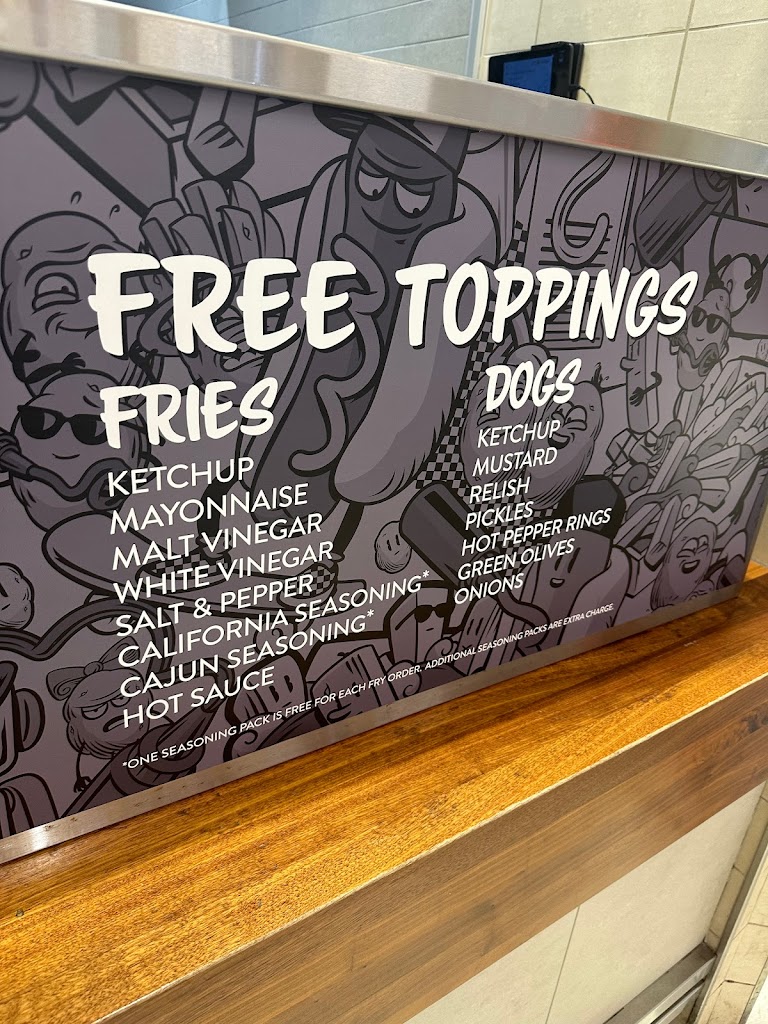 FREE TOPPINGS
FRIES
KETCHUP
MAYONNAISE
MALT VINEGAR
WHITE VINEGAR
SALT & PEPPER
CALIFORNIA SEASONING*
CAJUN SEASONING*
HOT SAUCE
DOGS
KETCHUP
MUSTARD
RELISH
PICKLES
HOT PEPPER RINGS
GREEN OLIVES
ONIONS
*ONE SEASONING PACK IS FREE FOR EACH FRY ORDER. ADDITIONAL SEASONING PACKS ARE EXTRA CHARGE.